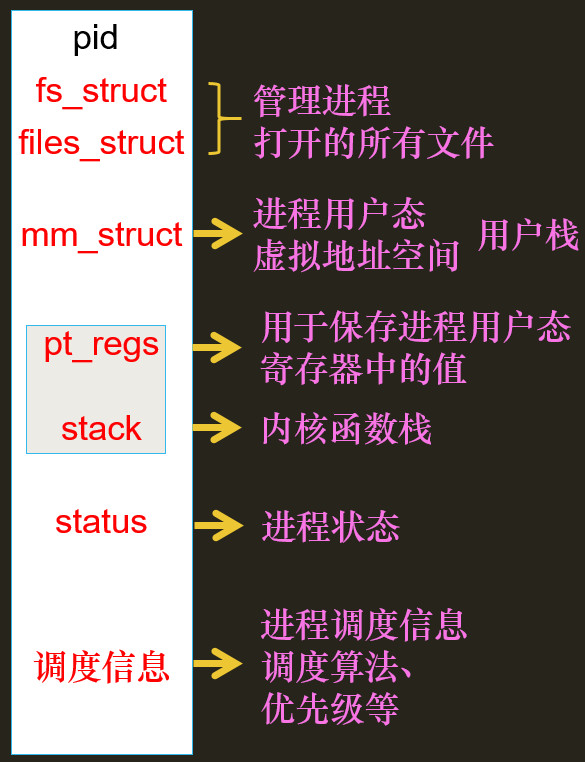 pid
fs_struct
files_struct
管理进程
打开的所有文件
mm_struct
进程用户态
虚拟地址空间
用户栈
pt_regs
用于保存进程用户态
寄存器中的值
stack
内核函数栈
status
进程状态
调度信息
进程调度信息
调度算法、
优先级等